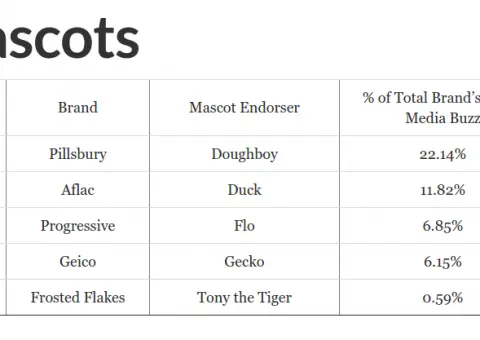 ascots
Brand Mascot Endorser % of Total Brand’s
Media Buzz
Pillsbury Doughboy 22.14%
Aflac Duck 11.82%
Progressive Flo 6.85%
Geico Gecko 6.15%
Frosted Flakes Tony the Tiger 0.59%